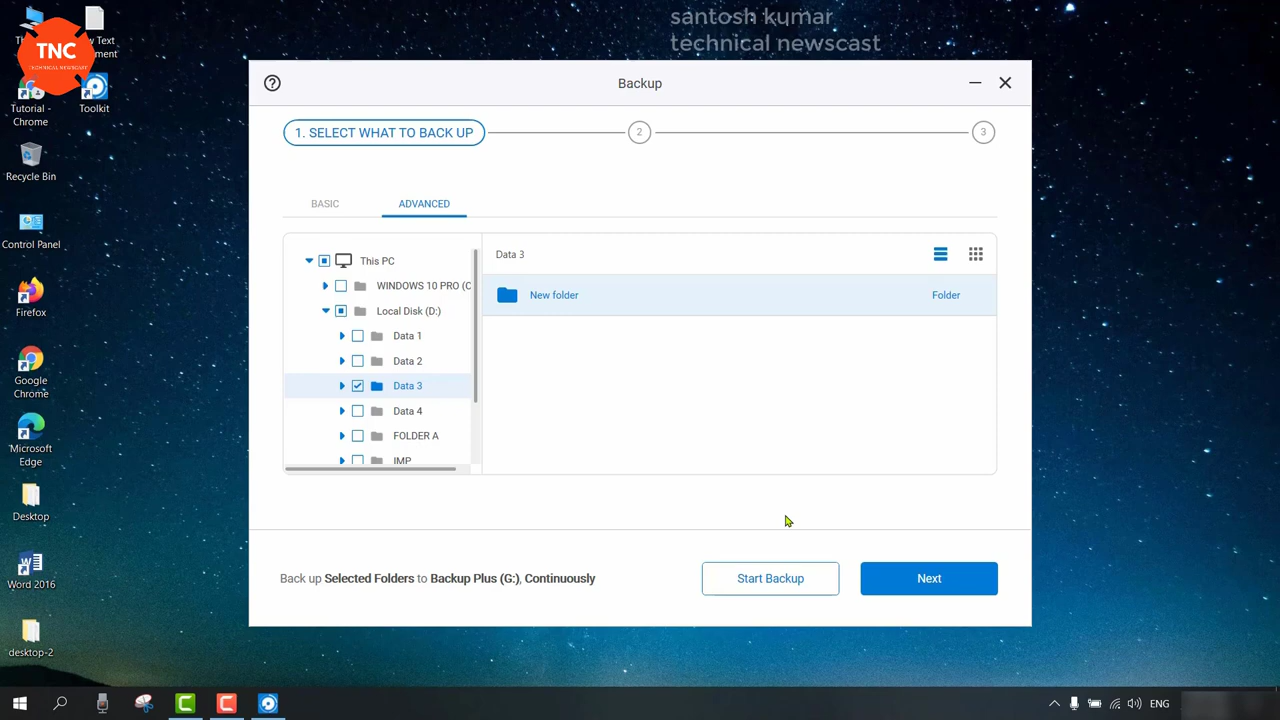 santosh kumar
technical newscast
TNC
TECHNICAL NEWSCAST
Tutorial -
Chrome
Toolkit
Recycle Bin
Control Panel
Firefox
Google
Chrome
Microsoft
Edge
Desktop
Word 2016
desktop-2
Backup
1. SELECT WHAT TO BACK UP
2
3
BASIC
ADVANCED
This PC
WINDOWS 10 PRO (C
Local Disk (D:)
Data 1
Data 2
Data 3
Data 4
FOLDER A
IMP
Data 3
New folder
Folder
Back up Selected Folders to Backup Plus (G:), Continuously
Start Backup
Next
ENG